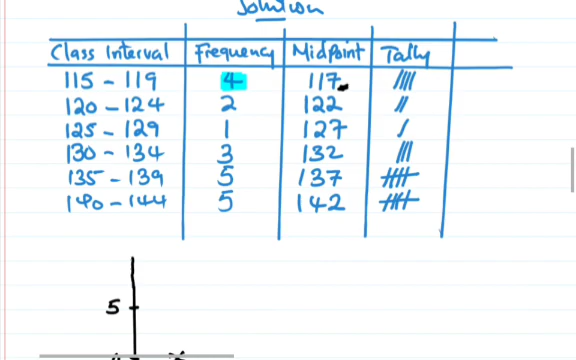 Solution
Class Interval Frequency Midpoint Tally
115 - 119 4 117 ////
120 - 124 2 122 //
125 - 129 1 127 /
130 - 134 3 132 ///
135 - 139 5 137 ////
140 - 144 5 142 ////
5